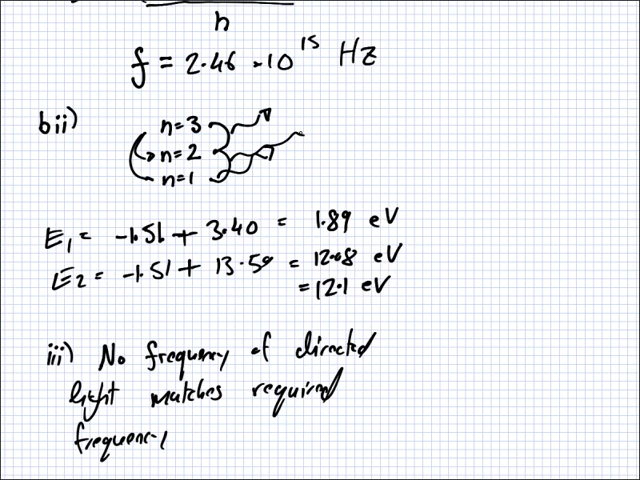 h
f = 2.46 ×10^15 Hz
bii)
n=3
n=2
n=1
E₁ = -1.51 + 3.40 = 1.89 eV
E₂ = -1.51 + 13.59 = 12.08 eV
= 12.1 eV
iii) No frequency of directed
light matches required
frequency